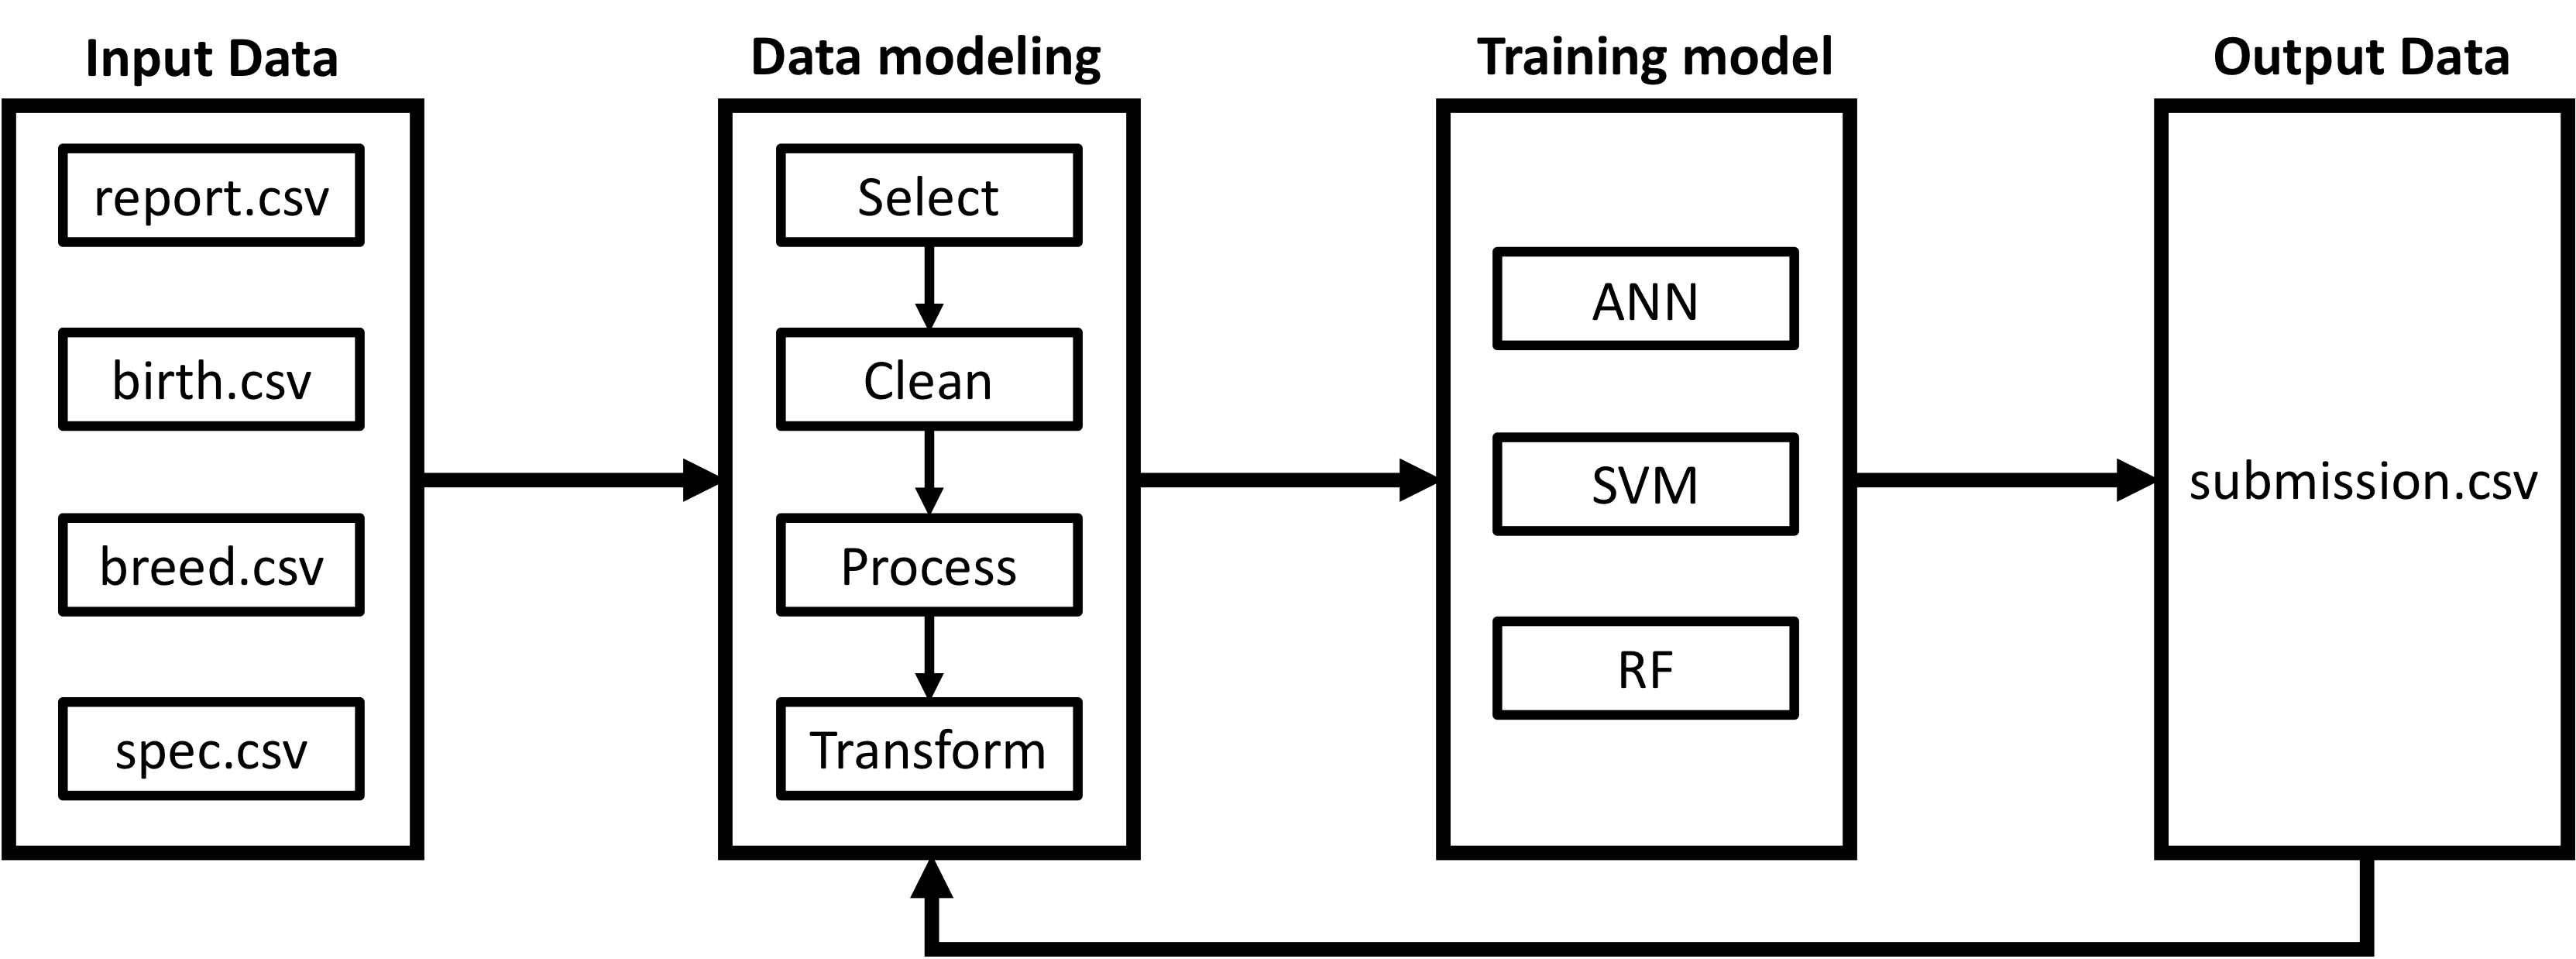 Input Data
report.csv
birth.csv
breed.csv
spec.csv
Data modeling
Select
Clean
Process
Transform
Training model
ANN
SVM
RF
Output Data
submission.csv